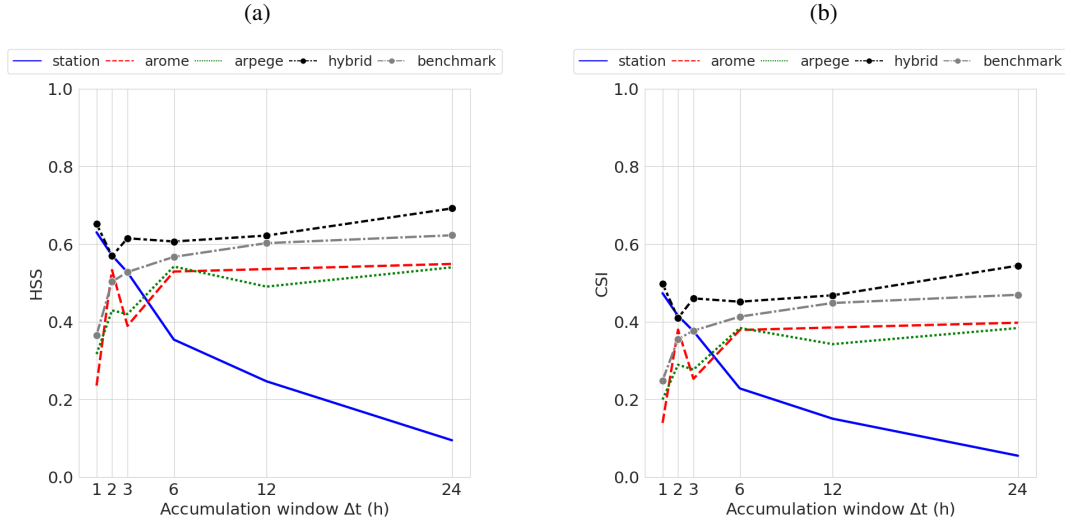 (a)
station arome arpege hybrid benchmark
1.0
0.8
0.6
0.4
0.2
0.0
HSS
1 2 3 6 12 24
Accumulation window Δt (h)
(b)
station arome arpege hybrid benchmark
1.0
0.8
0.6
0.4
0.2
0.0
CSI
1 2 3 6 12 24
Accumulation window Δt (h)